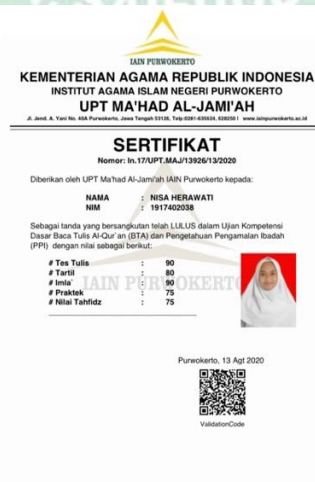 IAIN PURWOKERTO
KEMENTERIAN AGAMA REPUBLIK INDONESIA
INSTITUT AGAMA ISLAM NEGERI PURWOKERTO
UPT MA'HAD AL-JAMI'AH
Jl. Jend. A. Yani No. 40A Purwokerto, Jawa Tengah 53126, Telp:0281-635624, 628250 | www.iainpurwokerto.ac.id
SERTIFIKAT
Nomor: In.17/UPT.MAJ/13926/13/2020
Diberikan oleh UPT Ma'had Al-Jami'ah IAIN Purwokerto kepada:
NAMA : NISA HERAWATI
NIM : 1917402038
Sebagai tanda yang bersangkutan telah LULUS dalam Ujian Kompetensi
Dasar Baca Tulis Al-Qur`an (BTA) dan Pengetahuan Pengamalan Ibadah
(PPI) dengan nilai sebagai berikut:
# Tes Tulis : 90
# Tartil : 80
# Imla` : 90
# Praktek : 75
# Nilai Tahfidz : 75
IAIN PURWOKERTO
Purwokerto, 13 Agt 2020
ValidationCode